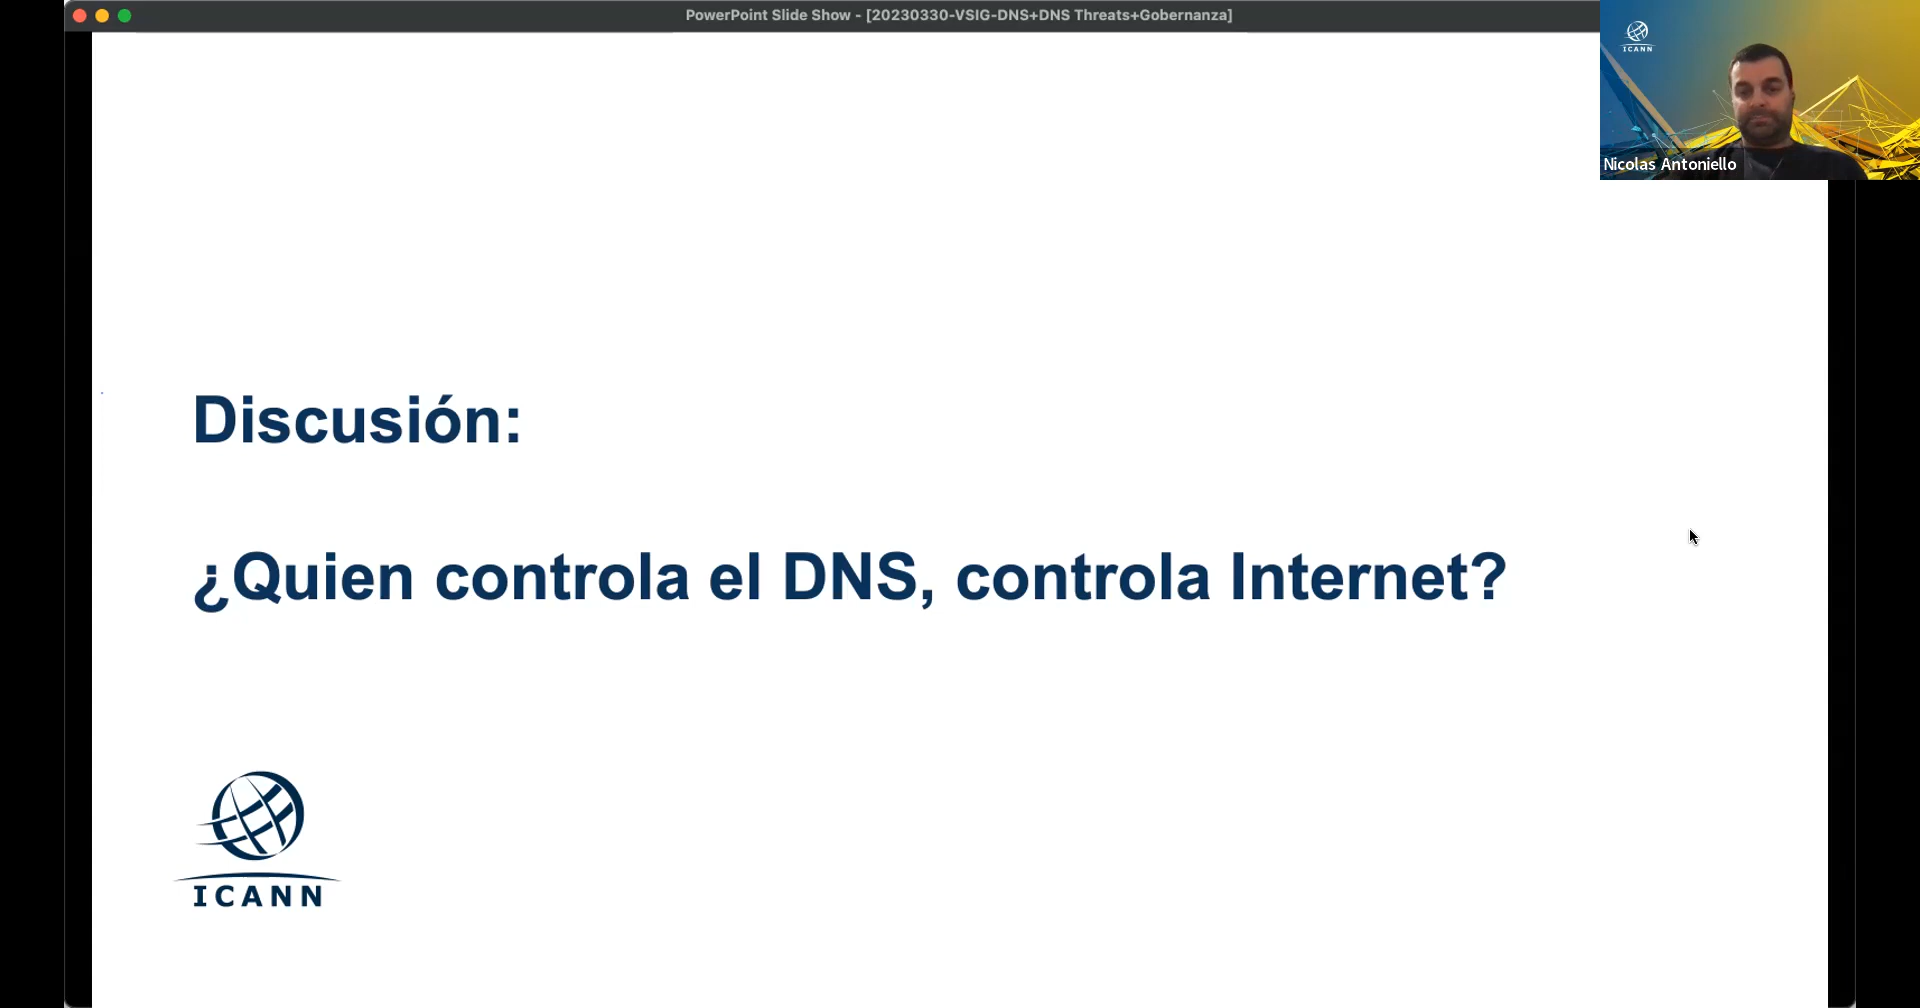 PowerPoint Slide Show - [20230330-VSIG-DNS+DNS Threats+Gobernanza]
ICANN
Nicolas Antoniello
Discusión:
¿Quien controla el DNS, controla Internet?
ICANN